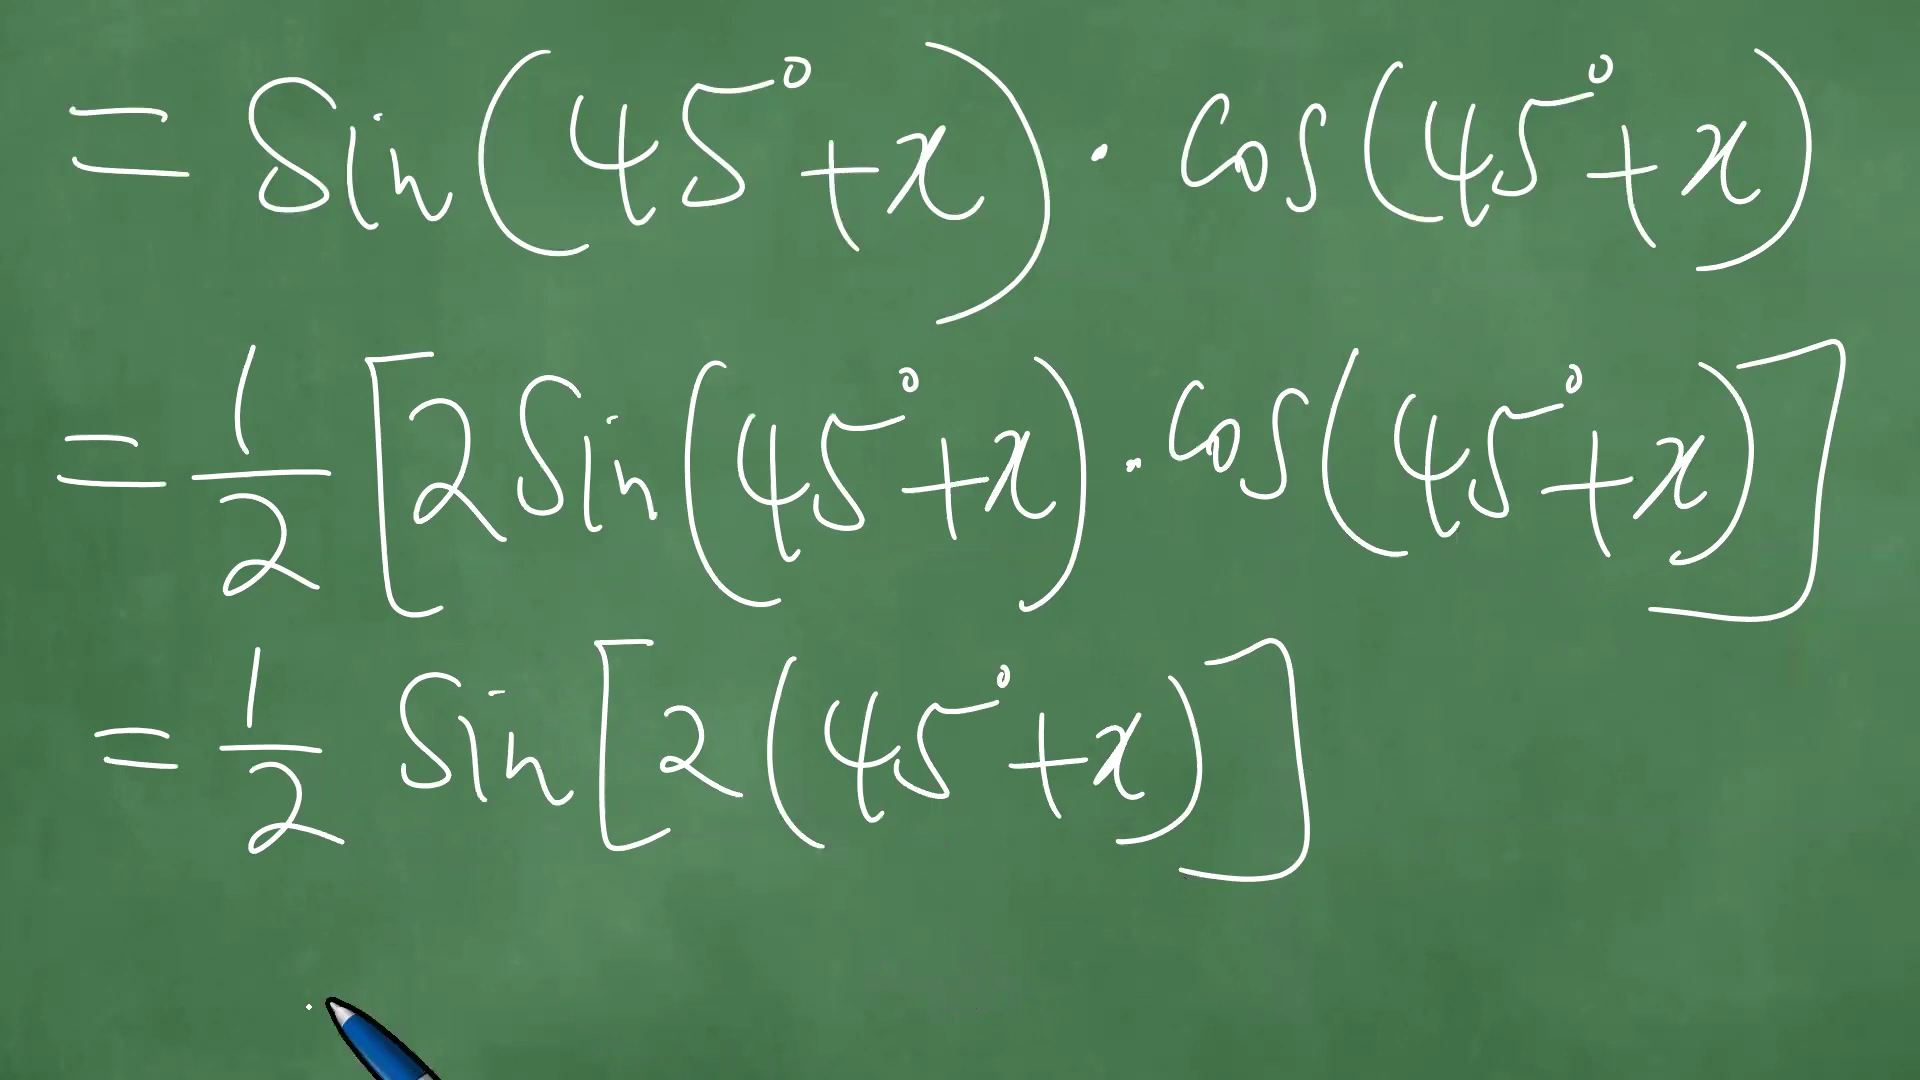 = Sin(45°+x) · cos(45°+x)
= 1/2 [2Sin(45°+x) · cos(45°+x)]
= 1/2 Sin[2(45°+x)]